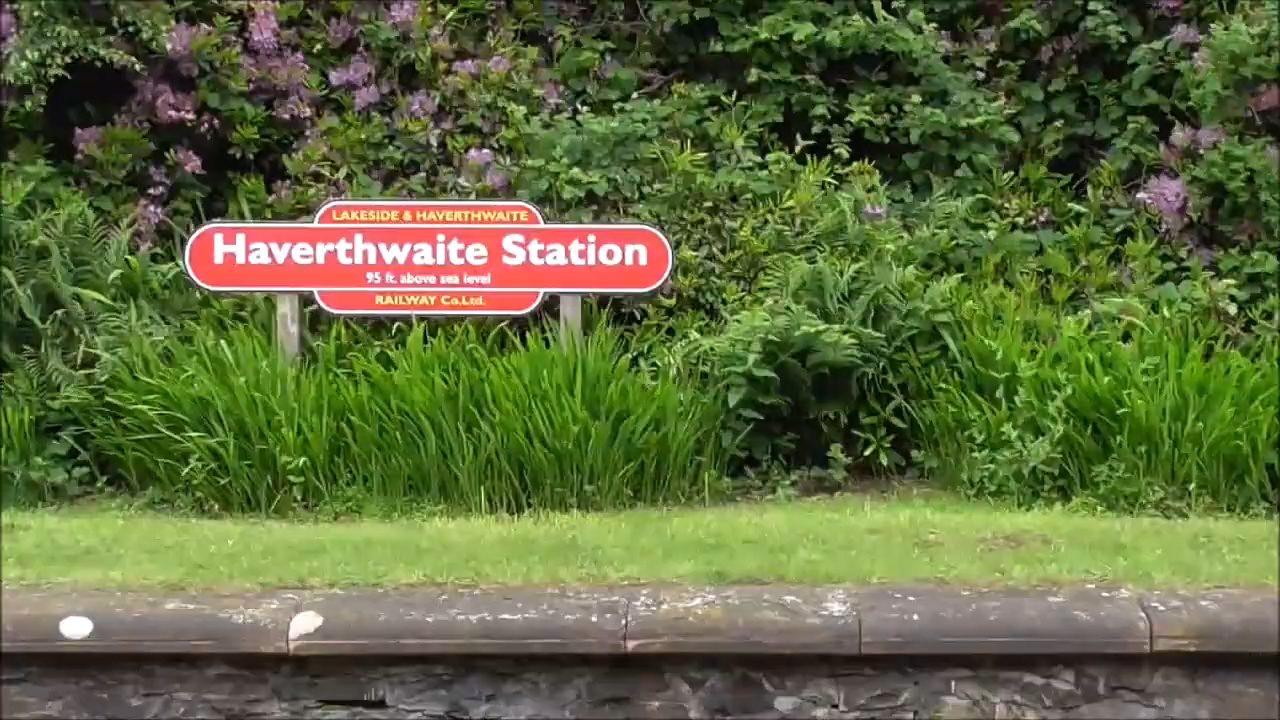 LAKESIDE & HAVERTHWAITE
Haverthwaite Station
95 ft. above sea level
RAILWAY Co.Ltd.